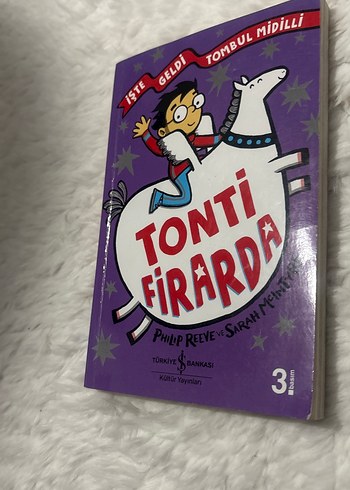 İŞTE GELDİ TOMBUL MİDİLLİ
TONTİ
FİRARDA
PHILIP REEVE VE SARAH MCINTYRE
TÜRKİYE İŞ BANKASI
Kültür Yayınları
3
basım